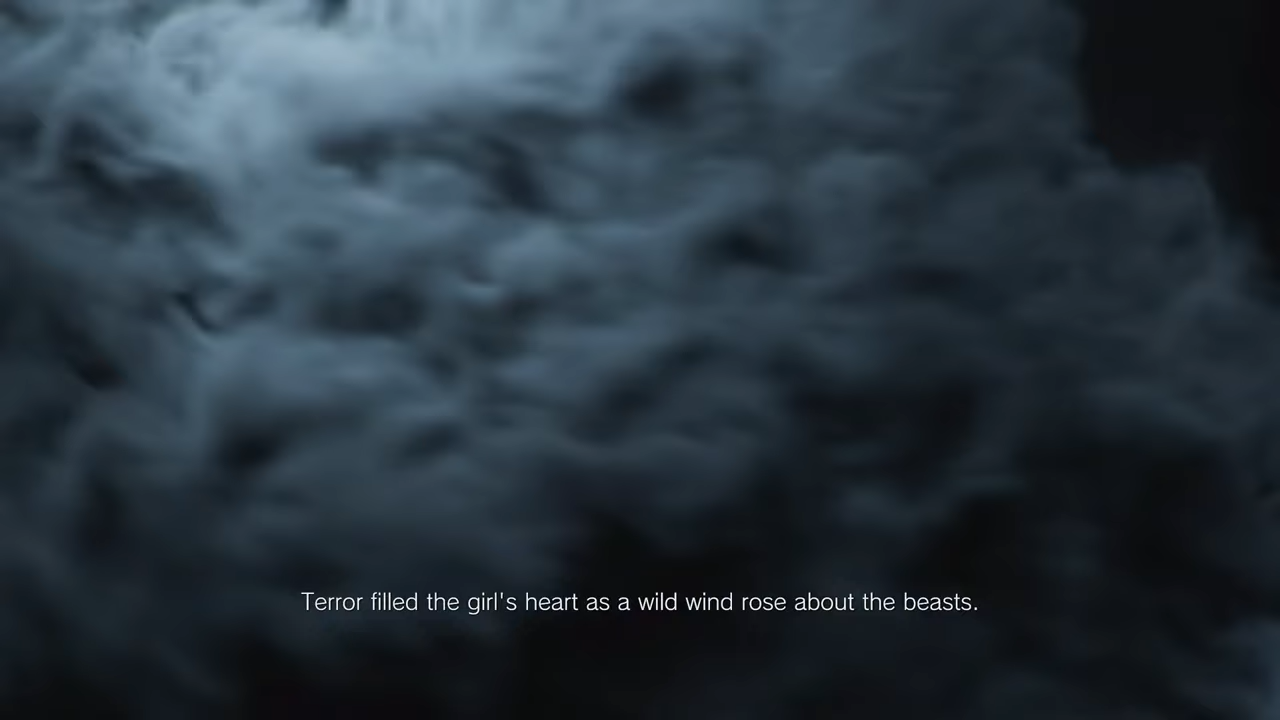 Terror filled the girl's heart as a wild wind rose about the beasts.